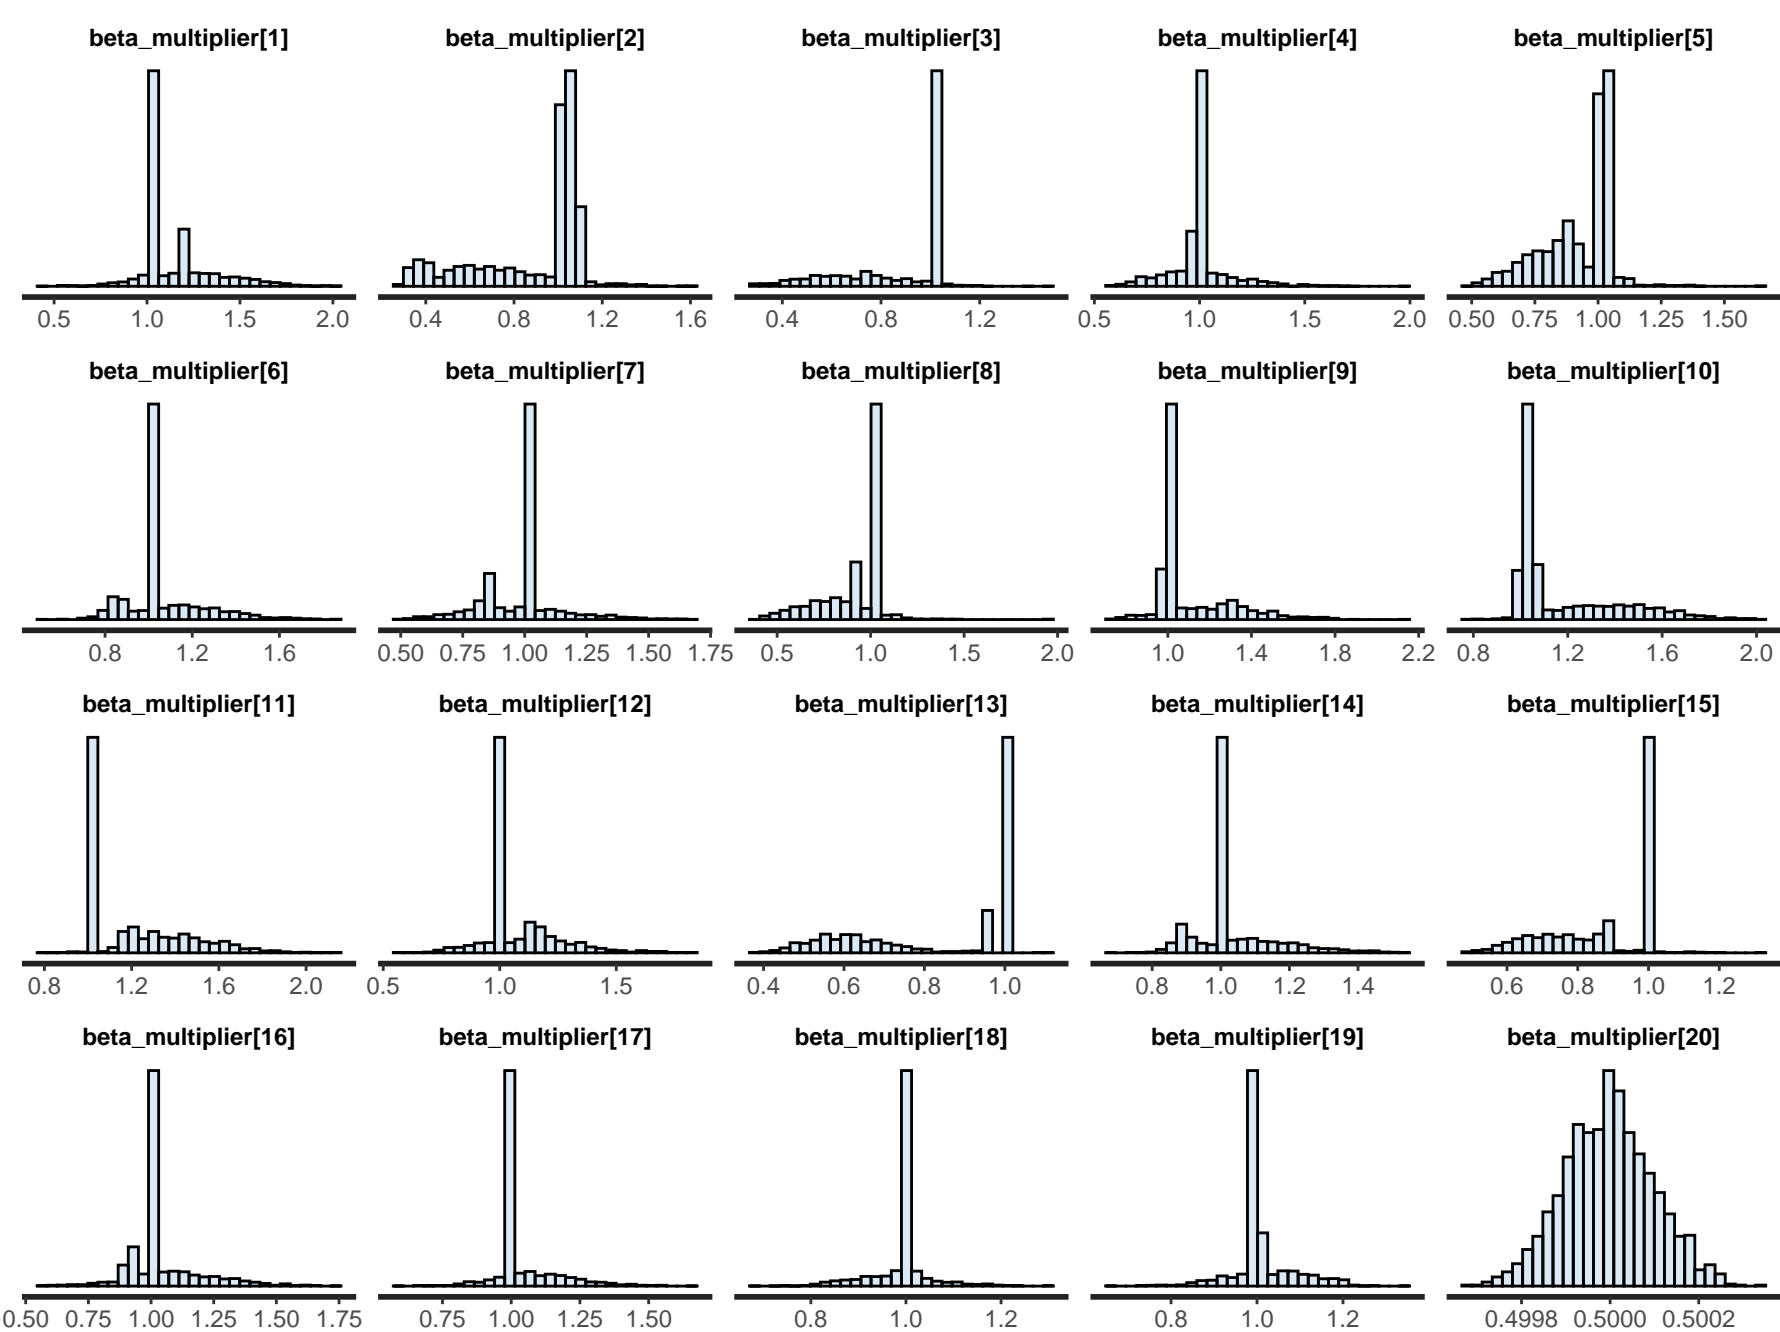 beta_multiplier[1] beta_multiplier[2] beta_multiplier[3] beta_multiplier[4] beta_multiplier[5]
0.5 1.0 1.5 2.0 0.4 0.8 1.2 1.6 0.4 0.8 1.2 0.5 1.0 1.5 2.0 0.50 0.75 1.00 1.25 1.50
beta_multiplier[6] beta_multiplier[7] beta_multiplier[8] beta_multiplier[9] beta_multiplier[10]
0.8 1.2 1.6 0.50 0.75 1.00 1.25 1.50 1.75 0.5 1.0 1.5 2.0 1.0 1.4 1.8 2.2 0.8 1.2 1.6 2.0
beta_multiplier[11] beta_multiplier[12] beta_multiplier[13] beta_multiplier[14] beta_multiplier[15]
0.8 1.2 1.6 2.0 0.5 1.0 1.5 0.4 0.6 0.8 1.0 0.8 1.0 1.2 1.4 0.6 0.8 1.0 1.2
beta_multiplier[16] beta_multiplier[17] beta_multiplier[18] beta_multiplier[19] beta_multiplier[20]
0.50 0.75 1.00 1.25 1.50 1.75 0.75 1.00 1.25 1.50 0.8 1.0 1.2 0.8 1.0 1.2 0.4998 0.5000 0.5002